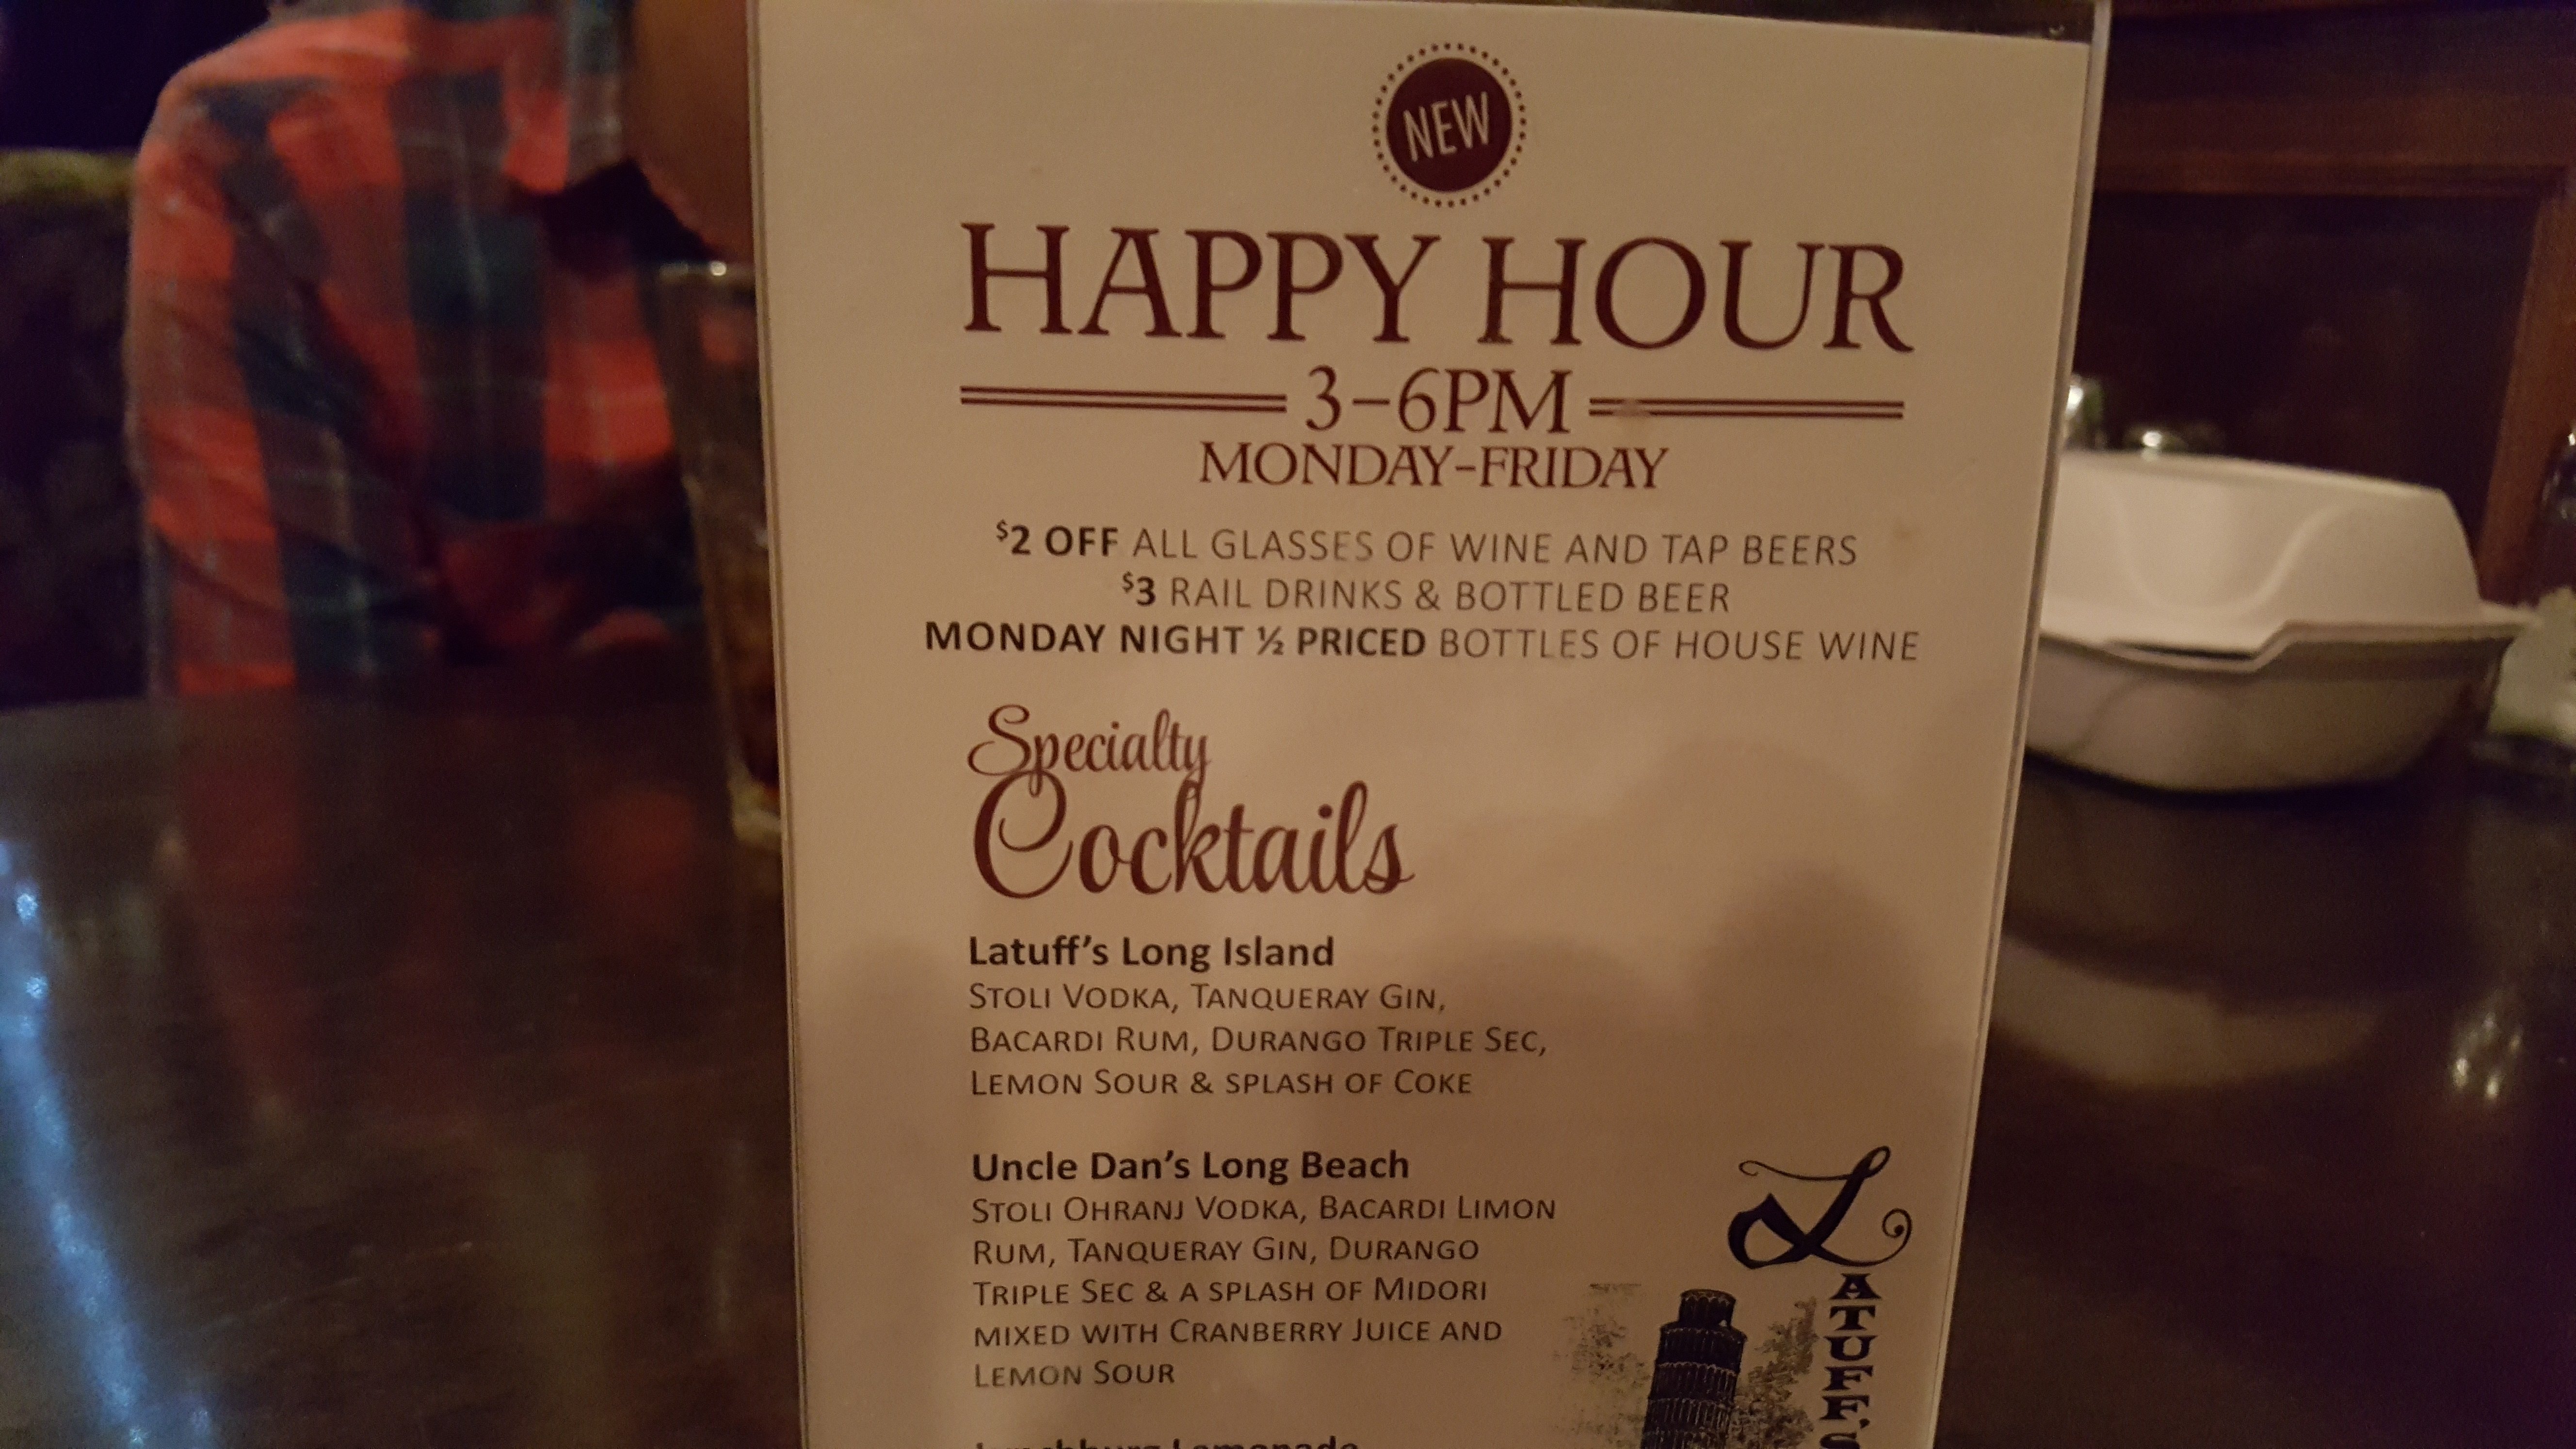 NEW
HAPPY HOUR
3-6PM
MONDAY-FRIDAY
$2 OFF ALL GLASSES OF WINE AND TAP BEERS
$3 RAIL DRINKS & BOTTLED BEER
MONDAY NIGHT ½ PRICED BOTTLES OF HOUSE WINE
Specialty
Cocktails
Latuff's Long Island
STOLI VODKA, TANQUERAY GIN,
BACARDI RUM, DURANGO TRIPLE SEC,
LEMON SOUR & SPLASH OF COKE
Uncle Dan's Long Beach
STOLI OHRANJ VODKA, BACARDI LIMON
RUM, TANQUERAY GIN, DURANGO
TRIPLE SEC & A SPLASH OF MIDORI
MIXED WITH CRANBERRY JUICE AND
LEMON SOUR
LATUFF'S
Lynchburg Lemonade